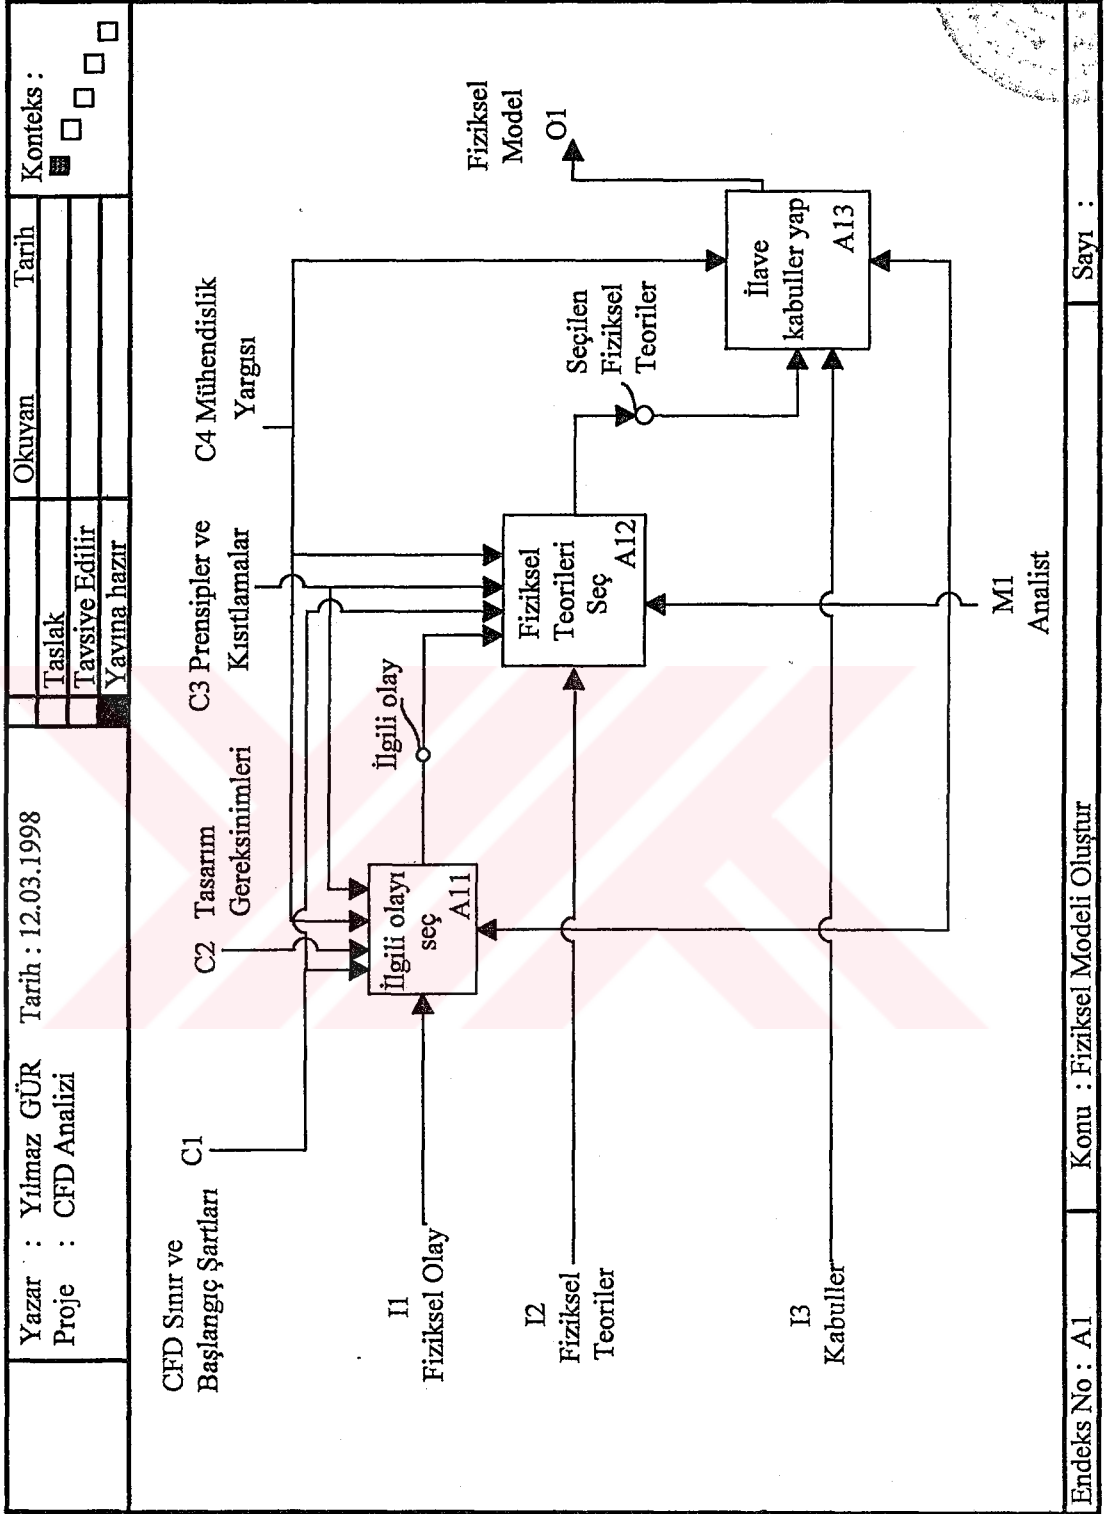 Yazar : Yılmaz GÜR Tarih : 12.03.1998
Proje : CFD Analizi
Okuyan Tarih
Taslak
Tavsiye Edilir
Yayına hazır
Konteks :
CFD Sınır ve
Başlangıç Şartları
C1
C2 Tasarım
Gereksinimleri
C3 Prensipler ve
Kısıtlamalar
C4 Mühendislik
Yargısı
I1
Fiziksel Olay
İlgili olayı
seç
A11
İlgili olay
I2
Fiziksel
Teoriler
Fiziksel
Teorileri
Seç
A12
Seçilen
Fiziksel
Teoriler
I3
Kabuller
İlave
kabuller yap
A13
Fiziksel
Model
O1
M1
Analist
Endeks No : A1
Konu : Fiziksel Modeli Oluştur
Sayı :